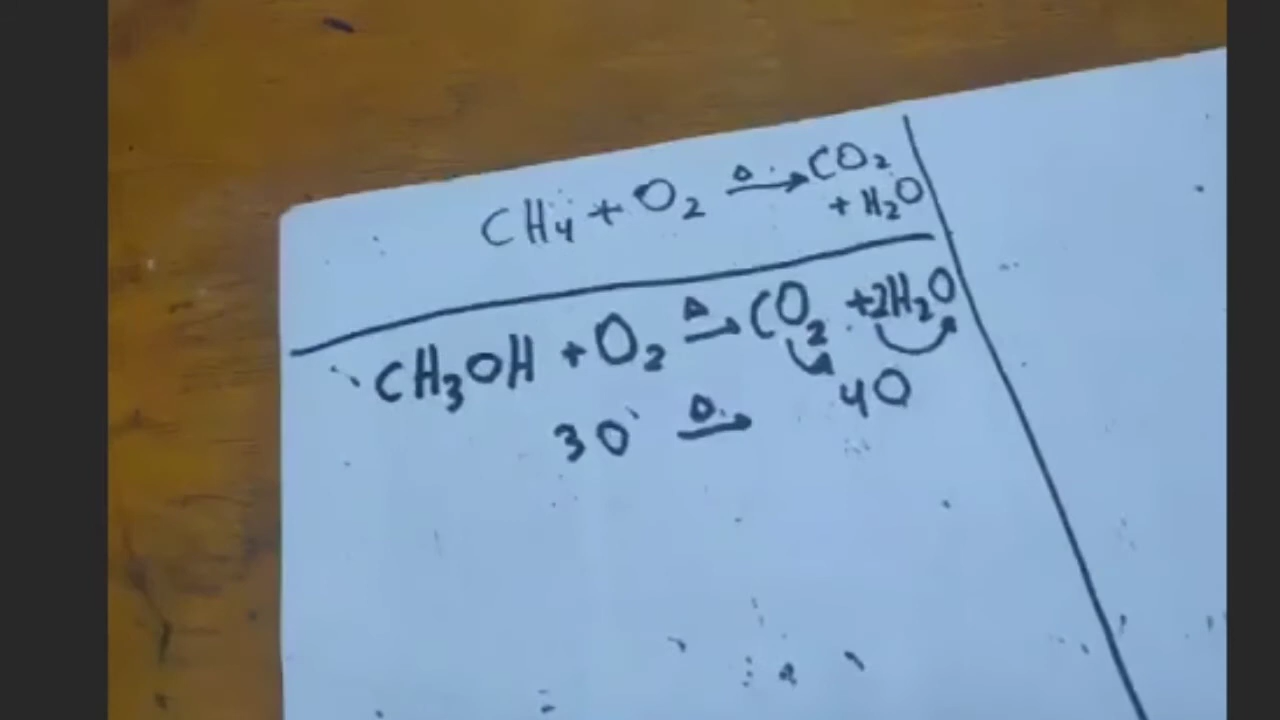 CH₄ + O₂ →Δ CO₂
+ H₂O
CH₃OH + O₂ →Δ CO₂ + 2H₂O
3O →Δ 4O